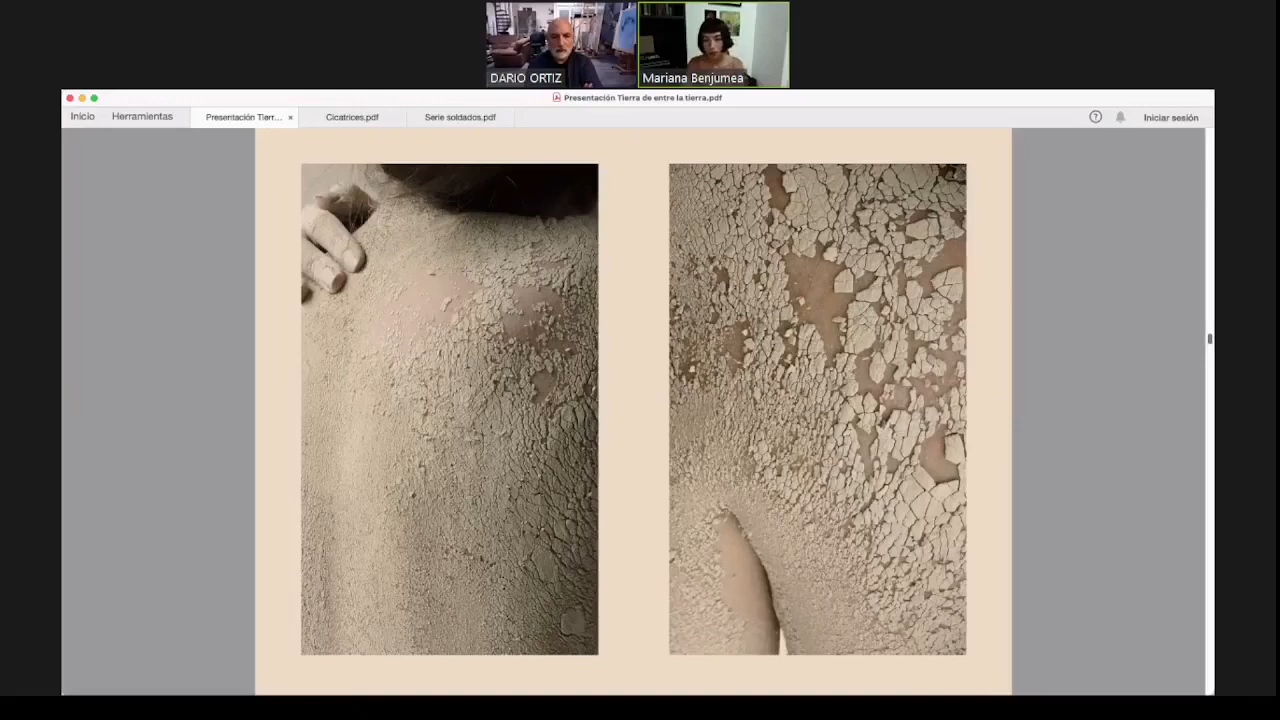 DARIO ORTIZ
Mariana Benjumea
Presentación Tierra de entre la tierra.pdf
Inicio
Herramientas
Presentación Tierr...
Cicatrices.pdf
Serie soldados.pdf
Iniciar sesión